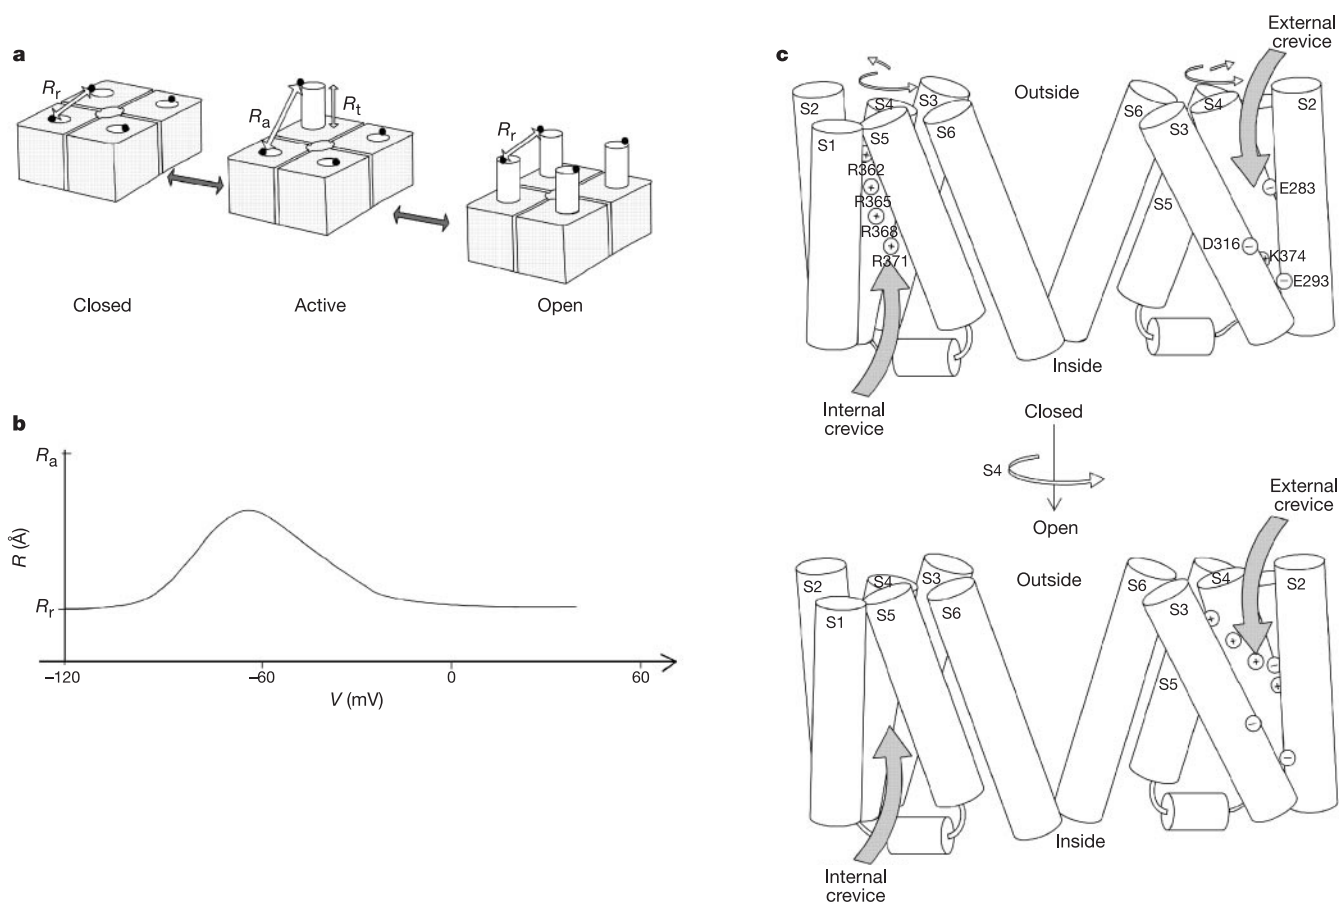 a
Rr
Ra
Rt
Rr
Closed
Active
Open
b
Ra
R (Å)
Rr
–120
–60
0
60
V (mV)
c
External
crevice
Outside
S2
S1
S4
S3
S5
S6
R362
R365
R368
R371
S6
S3
S4
S2
S5
E283
D316
K374
E293
Inside
Internal
crevice
Closed
S4
Open
External
crevice
Outside
S2
S1
S4
S3
S5
S6
S6
S3
S4
S2
S5
Inside
Internal
crevice